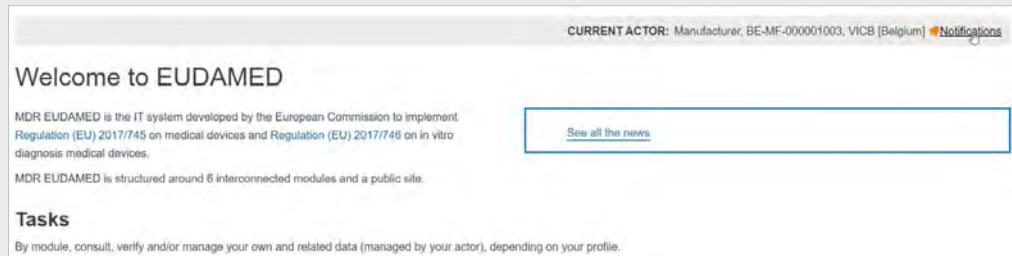 CURRENT ACTOR: Manufacturer, BE-MF-000001003, VICB [Belgium] Notifications
Welcome to EUDAMED
MDR EUDAMED is the IT system developed by the European Commission to implement
Regulation (EU) 2017/745 on medical devices and Regulation (EU) 2017/746 on in vitro
diagnosis medical devices.
See all the news
MDR EUDAMED is structured around 6 interconnected modules and a public site.
Tasks
By module, consult, verify and/or manage your own and related data (managed by your actor), depending on your profile.